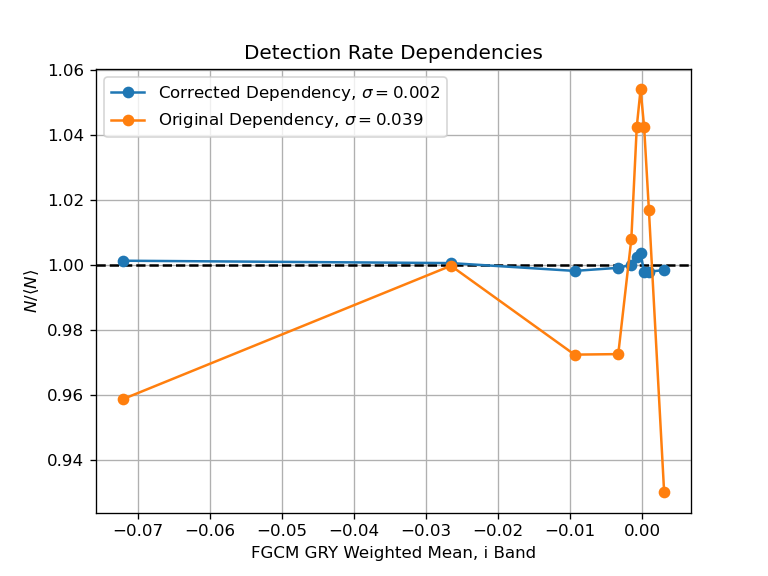 Detection Rate Dependencies
Corrected Dependency, σ = 0.002
Original Dependency, σ = 0.039
1.06
1.04
1.02
1.00
0.98
0.96
0.94
N/⟨N⟩
−0.07 −0.06 −0.05 −0.04 −0.03 −0.02 −0.01 0.00
FGCM GRY Weighted Mean, i Band